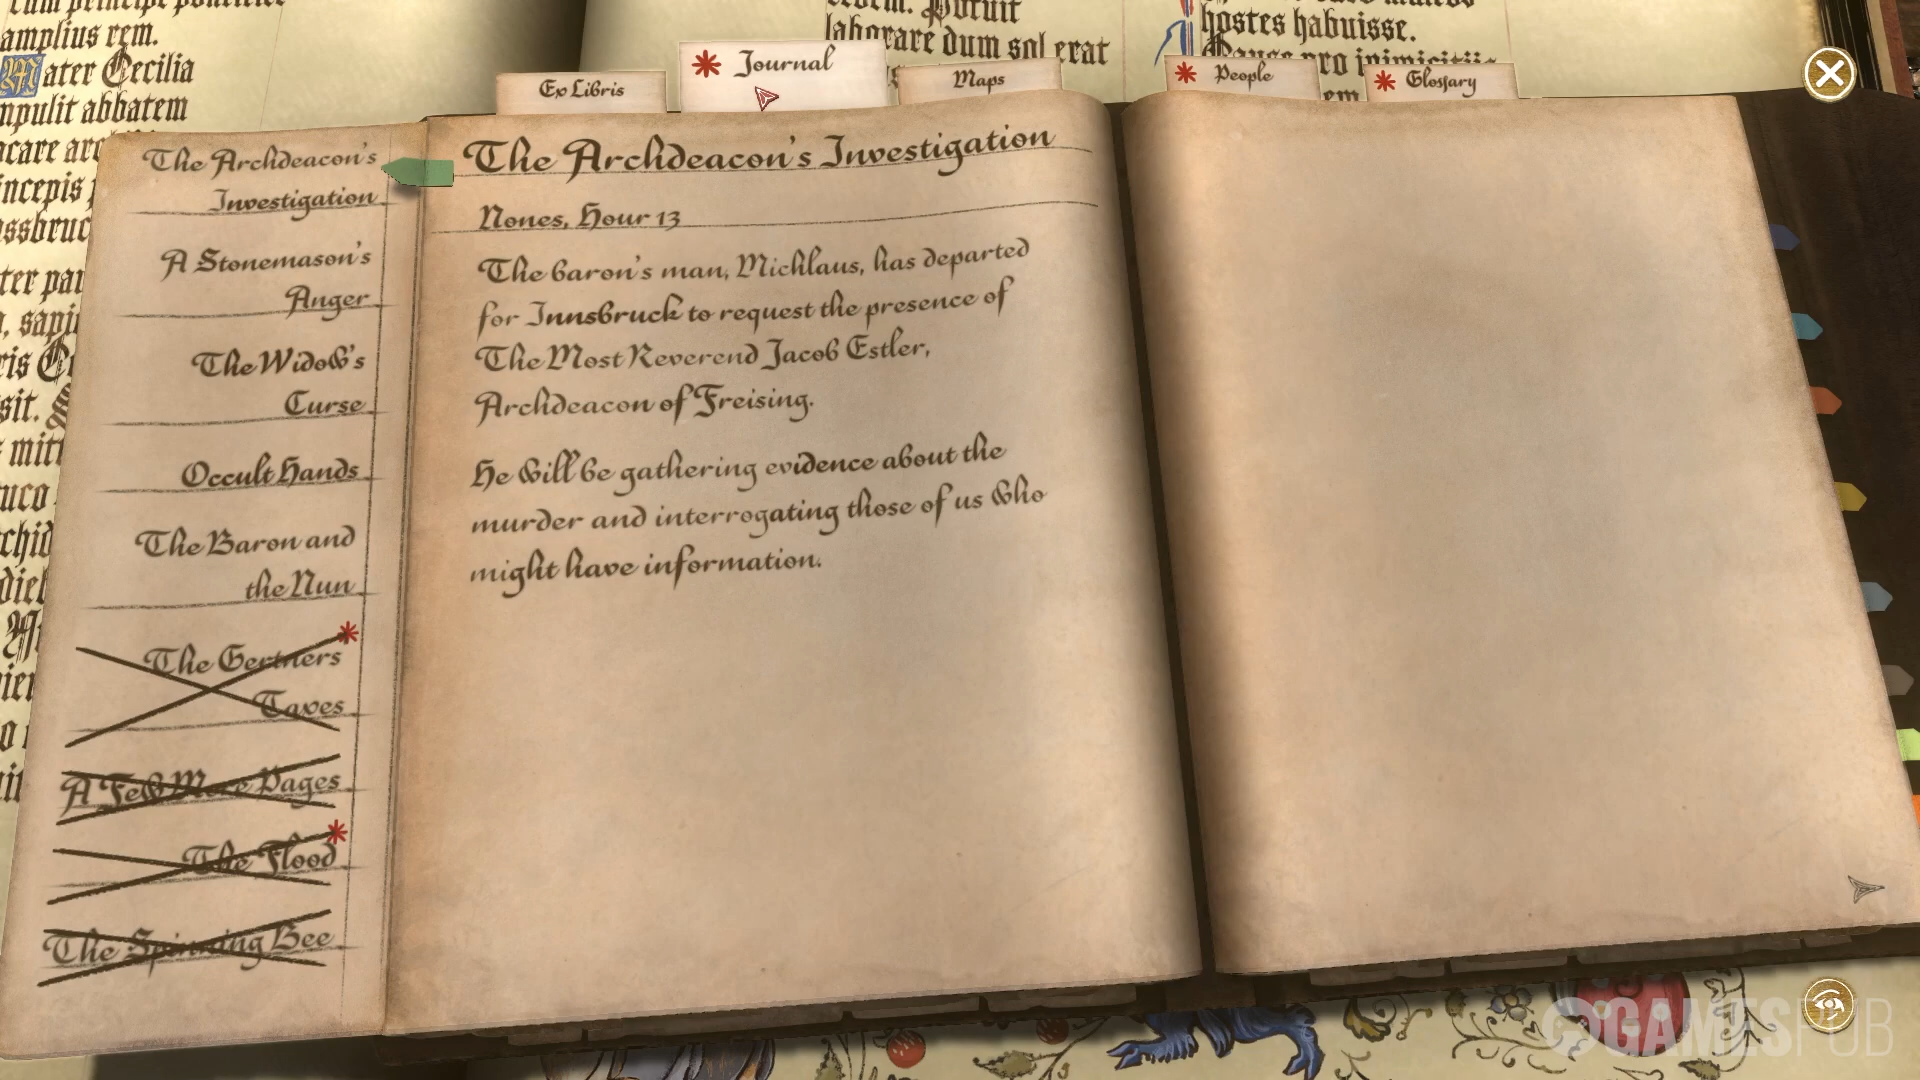 amplius rem.
Mater Cecilia
mpulit abbatem
laborare dum sol erat
hostes habuisse.
Ex Libris
Journal
Maps
People
Glossary
The Archdeacon's
Investigation
A Stonemason's
Anger
The Widow's
Curse
Occult Hands
The Baron and
the Nun
The Gertners
Taxes
A Few More Pages
The Flood
The Spinning Bee
The Archdeacon's Investigation
Nones, Hour 13
The baron's man, Michlaus, has departed
for Innsbruck to request the presence of
The Most Reverend Jacob Estler,
Archdeacon of Freising.
He will be gathering evidence about the
murder and interrogating those of us who
might have information.
GAMESPUB